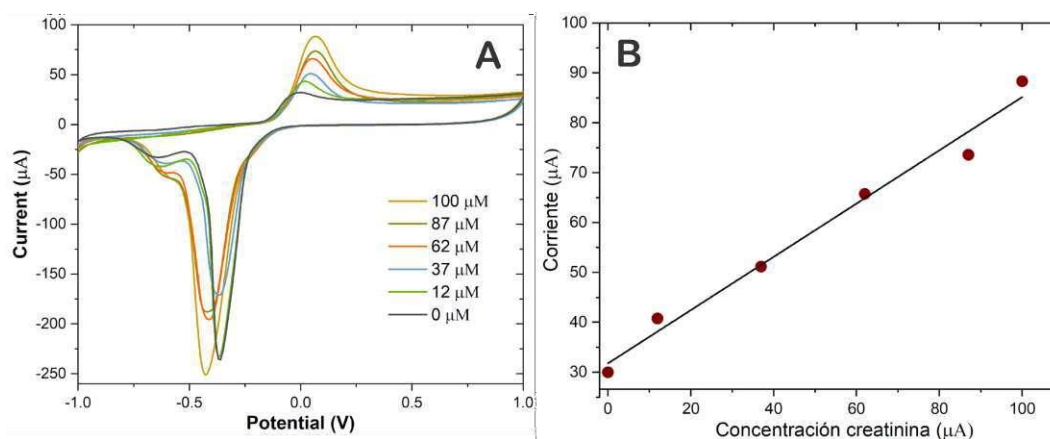 A
100
50
0
-50
-100
-150
-200
-250
Current (μA)
100 μM
87 μM
62 μM
37 μM
12 μM
0 μM
-1.0
-0.5
0.0
0.5
1.0
Potential (V)
B
100
90
80
70
60
50
40
30
Corriente (μA)
0
20
40
60
80
100
Concentración creatinina (μA)